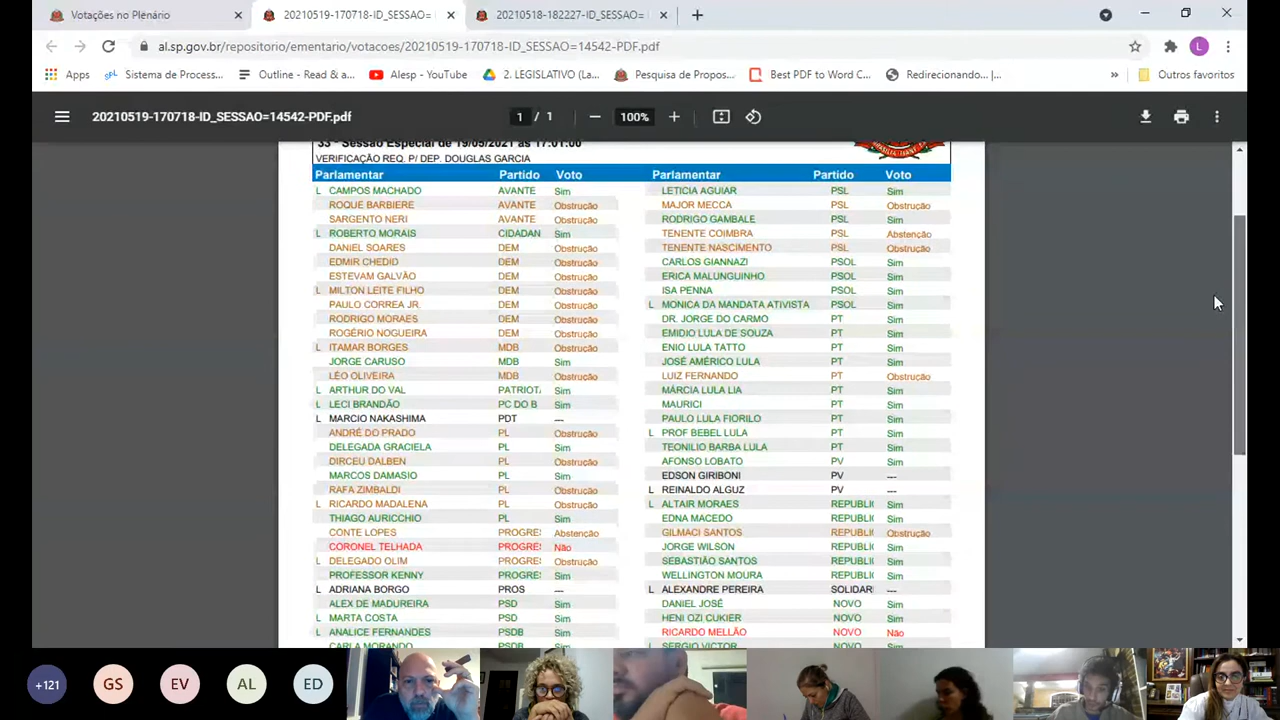 Votações no Plenário
20210519-170718-ID_SESSAO=
20210518-182227-ID_SESSAO=
al.sp.gov.br/repositorio/ementario/votacoes/20210519-170718-ID_SESSAO=14542-PDF.pdf
L
Apps
Sistema de Process...
Outline - Read & a...
Alesp - YouTube
2. LEGISLATIVO (La...
Pesquisa de Propos...
Best PDF to Word C...
Redirecionando...|...
»
Outros favoritos
20210519-170718-ID_SESSAO=14542-PDF.pdf
1 / 1
100%
33ª Sessão Especial de 19/05/2021 às 17:01:00
VERIFICAÇÃO REQ. P/ DEP. DOUGLAS GARCIA
Parlamentar Partido Voto
L CAMPOS MACHADO AVANTE Sim
ROQUE BARBIERE AVANTE Obstrução
SARGENTO NERI AVANTE Obstrução
L ROBERTO MORAIS CIDADAN Sim
DANIEL SOARES DEM Obstrução
EDMIR CHEDID DEM Obstrução
ESTEVAM GALVÃO DEM Obstrução
L MILTON LEITE FILHO DEM Obstrução
PAULO CORREA JR. DEM Obstrução
RODRIGO MORAES DEM Obstrução
ROGÉRIO NOGUEIRA DEM Obstrução
L ITAMAR BORGES MDB Obstrução
JORGE CARUSO MDB Sim
LÉO OLIVEIRA MDB Obstrução
L ARTHUR DO VAL PATRIOT Sim
L LECI BRANDÃO PC DO B Sim
L MARCIO NAKASHIMA PDT ---
ANDRÉ DO PRADO PL Obstrução
DELEGADA GRACIELA PL Sim
DIRCEU DALBEN PL Obstrução
MARCOS DAMASIO PL Sim
RAFA ZIMBALDI PL Obstrução
L RICARDO MADALENA PL Obstrução
THIAGO AURICCHIO PL Sim
CONTE LOPES PROGRE Abstenção
CORONEL TELHADA PROGRE Não
L DELEGADO OLIM PROGRE Obstrução
PROFESSOR KENNY PROGRE Sim
L ADRIANA BORGO PROS ---
ALEX DE MADUREIRA PSD Sim
L MARTA COSTA PSD Sim
L ANALICE FERNANDES PSDB Sim
CARLA MORANDO PSDB Sim
Parlamentar Partido Voto
LETICIA AGUIAR PSL Sim
MAJOR MECCA PSL Obstrução
RODRIGO GAMBALE PSL Sim
TENENTE COIMBRA PSL Abstenção
TENENTE NASCIMENTO PSL Obstrução
CARLOS GIANNAZI PSOL Sim
ERICA MALUNGUINHO PSOL Sim
ISA PENNA PSOL Sim
L MONICA DA MANDATA ATIVISTA PSOL Sim
DR. JORGE DO CARMO PT Sim
EMIDIO LULA DE SOUZA PT Sim
ENIO LULA TATTO PT Sim
JOSÉ AMÉRICO LULA PT Sim
LUIZ FERNANDO PT Obstrução
MÁRCIA LULA LIA PT Sim
MAURICI PT Sim
PAULO LULA FIORILO PT Sim
L PROF BEBEL LULA PT Sim
TEONILIO BARBA LULA PT Sim
AFONSO LOBATO PV Sim
EDSON GIRIBONI PV ---
L REINALDO ALGUZ PV ---
L ALTAIR MORAES REPUBLI Sim
EDNA MACEDO REPUBLI Sim
GILMACI SANTOS REPUBLI Obstrução
JORGE WILSON REPUBLI Sim
SEBASTIÃO SANTOS REPUBLI Sim
WELLINGTON MOURA REPUBLI Sim
L ALEXANDRE PEREIRA SOLIDAR ---
DANIEL JOSÉ NOVO Sim
HENI OZI CUKIER NOVO Sim
RICARDO MELLÃO NOVO Não
L SERGIO VICTOR NOVO Sim
+121
GS
EV
AL
ED